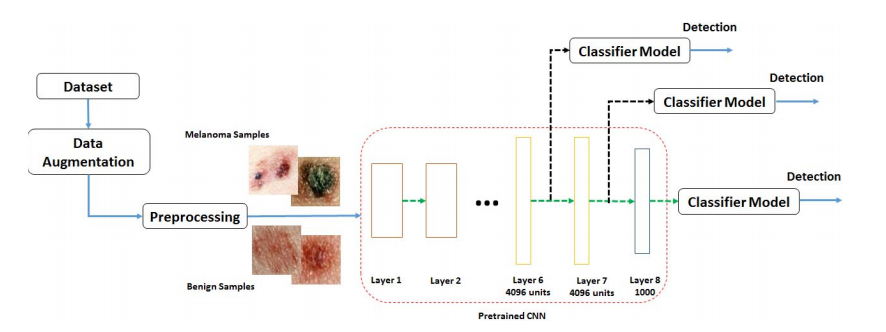 Detection
Classifier Model
Detection
Classifier Model
Dataset
Data
Augmentation
Melanoma Samples
Preprocessing
Detection
Classifier Model
Benign Samples
Layer 1
Layer 2
Layer 6
4096 units
Layer 7
4096 units
Layer 8
1000
Pretrained CNN